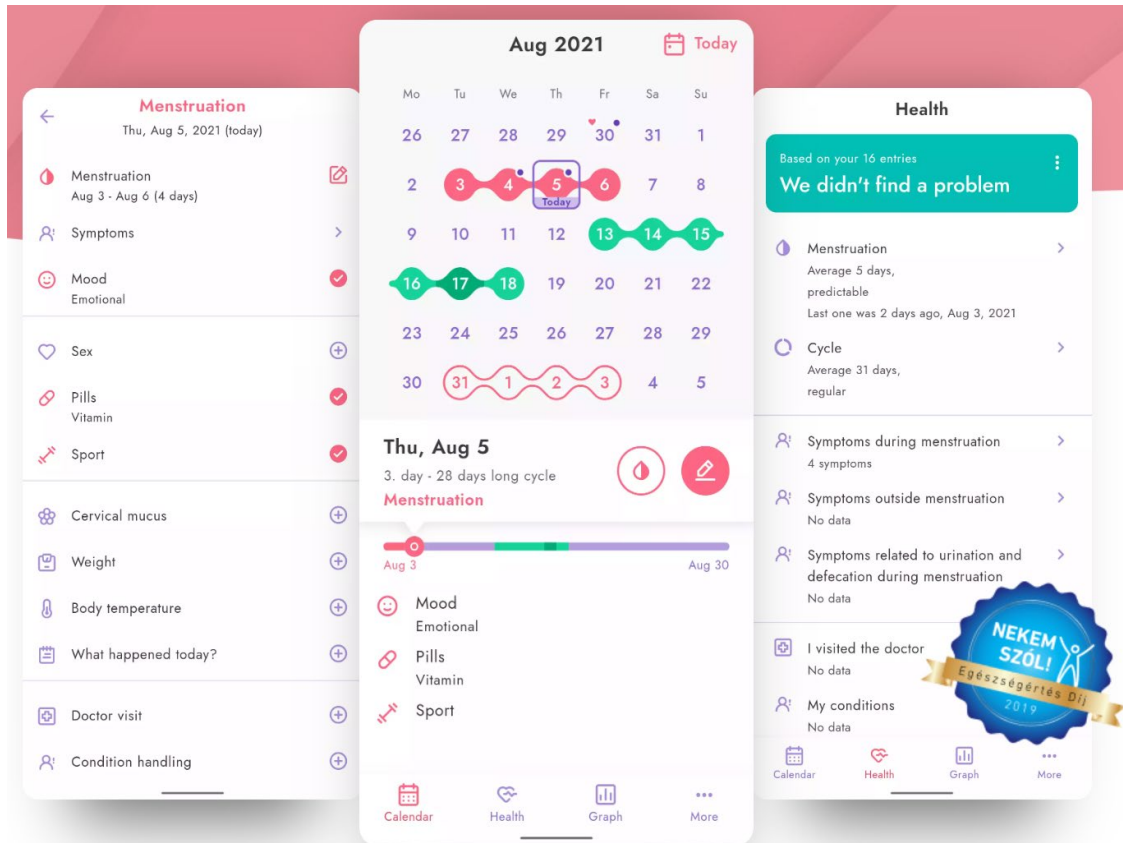 Menstruation
Thu, Aug 5, 2021 (today)
Menstruation
Aug 3 - Aug 6 (4 days)
Symptoms
Mood
Emotional
Sex
Pills
Vitamin
Sport
Cervical mucus
Weight
Body temperature
What happened today?
Doctor visit
Condition handling
Aug 2021
Today
Mo Tu We Th Fr Sa Su
26 27 28 29 30 31 1
2 3 4 5 6 7 8
Today
9 10 11 12 13 14 15
16 17 18 19 20 21 22
23 24 25 26 27 28 29
30 31 1 2 3 4 5
Thu, Aug 5
3. day - 28 days long cycle
Menstruation
Aug 3 Aug 30
Mood
Emotional
Pills
Vitamin
Sport
Calendar Health Graph More
Health
Based on your 16 entries
We didn't find a problem
Menstruation
Average 5 days,
predictable
Last one was 2 days ago, Aug 3, 2021
Cycle
Average 31 days,
regular
Symptoms during menstruation
4 symptoms
Symptoms outside menstruation
No data
Symptoms related to urination and
defecation during menstruation
No data
I visited the doctor
No data
My conditions
No data
Calendar Health Graph More
NEKEM
SZÓL!
Egészségértés Díj
2019